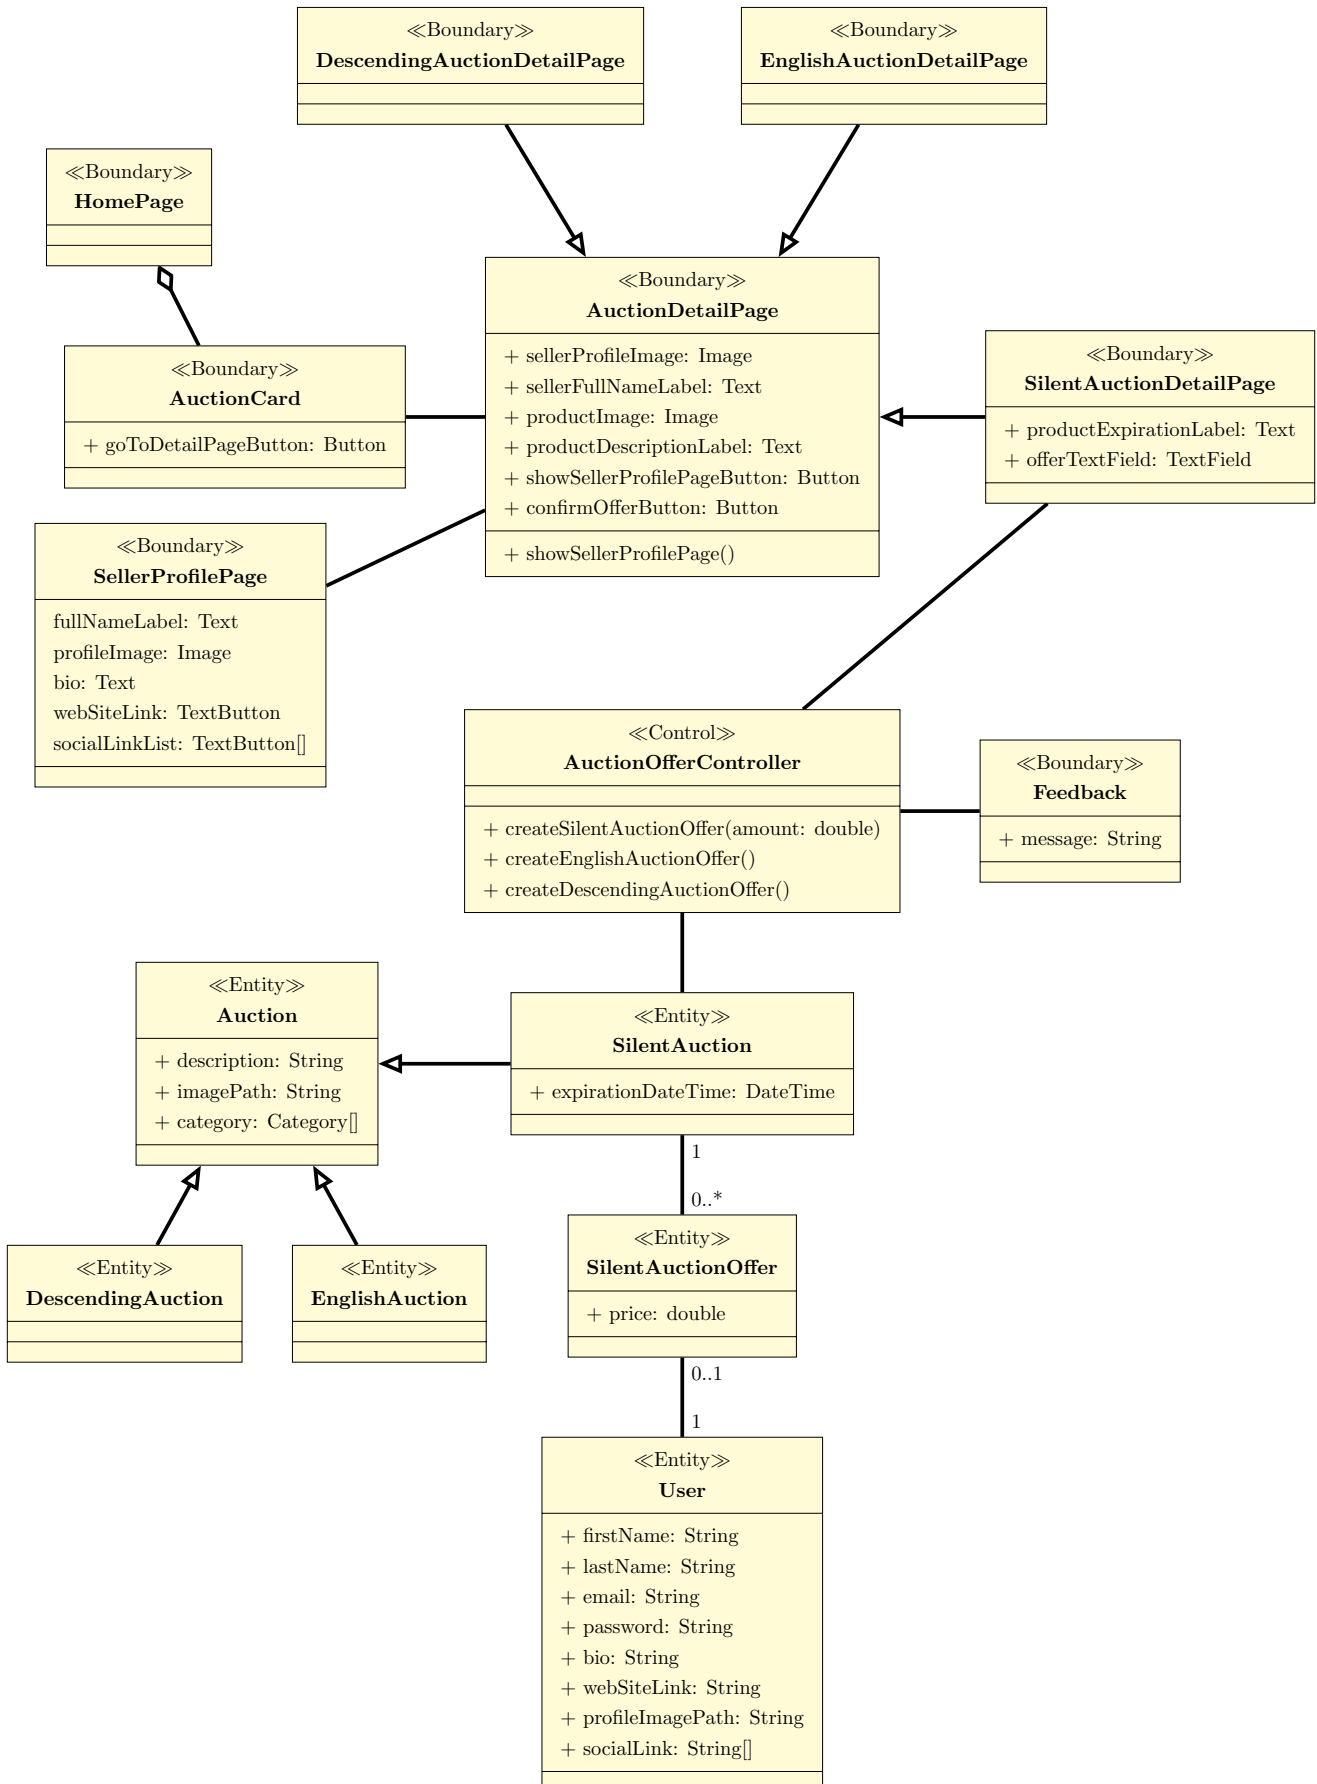 ≪Boundary≫
DescendingAuctionDetailPage
≪Boundary≫
EnglishAuctionDetailPage
≪Boundary≫
HomePage
≪Boundary≫
AuctionDetailPage
+ sellerProfileImage: Image
+ sellerFullNameLabel: Text
+ productImage: Image
+ productDescriptionLabel: Text
+ showSellerProfilePageButton: Button
+ confirmOfferButton: Button
+ showSellerProfilePage()
≪Boundary≫
SilentAuctionDetailPage
+ productExpirationLabel: Text
+ offerTextField: TextField
≪Boundary≫
AuctionCard
+ goToDetailPageButton: Button
≪Boundary≫
SellerProfilePage
fullNameLabel: Text
profileImage: Image
bio: Text
webSiteLink: TextButton
socialLinkList: TextButton[]
≪Control≫
AuctionOfferController
+ createSilentAuctionOffer(amount: double)
+ createEnglishAuctionOffer()
+ createDescendingAuctionOffer()
≪Boundary≫
Feedback
+ message: String
≪Entity≫
Auction
+ description: String
+ imagePath: String
+ category: Category[]
≪Entity≫
SilentAuction
+ expirationDateTime: DateTime
1
0..*
≪Entity≫
DescendingAuction
≪Entity≫
EnglishAuction
≪Entity≫
SilentAuctionOffer
+ price: double
0..1
1
≪Entity≫
User
+ firstName: String
+ lastName: String
+ email: String
+ password: String
+ bio: String
+ webSiteLink: String
+ profileImagePath: String
+ socialLink: String[]